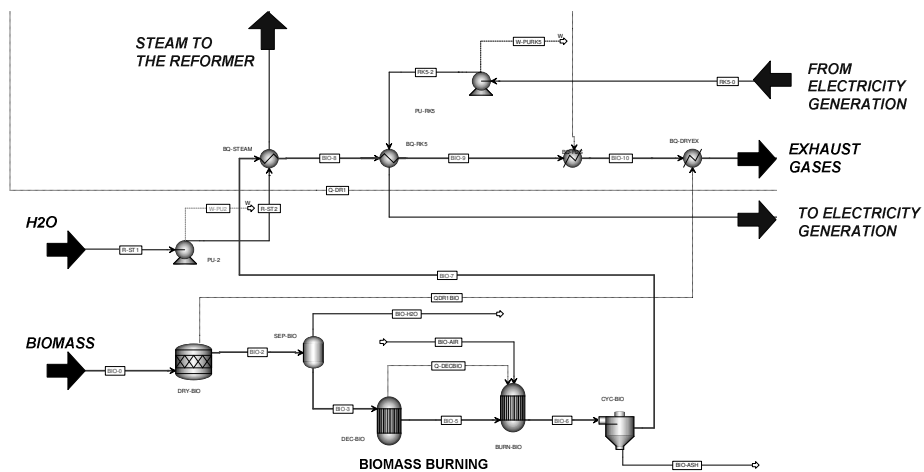 STEAM TO
THE REFORMER
W-PURK5
W
RK5-2
RK5-0
FROM
ELECTRICITY
GENERATION
PU-RK5
BQ-STEAM
BIO-8
BQ-RK5
BIO-9
BIO-10
BQ-DRYEX
EXHAUST
GASES
Q-DR1
H2O
W-PU2
W
R-ST2
R-ST1
PU-2
TO ELECTRICITY
GENERATION
BIO-7
QDR1BIO
BIO-H2O
BIOMASS
SEP-BIO
BIO-AIR
BIO-0
BIO-2
DRY-BIO
Q-DECBIO
BIO-3
DEC-BIO
BIO-5
BURN-BIO
BIO-6
CYC-BIO
BIO-ASH
BIOMASS BURNING